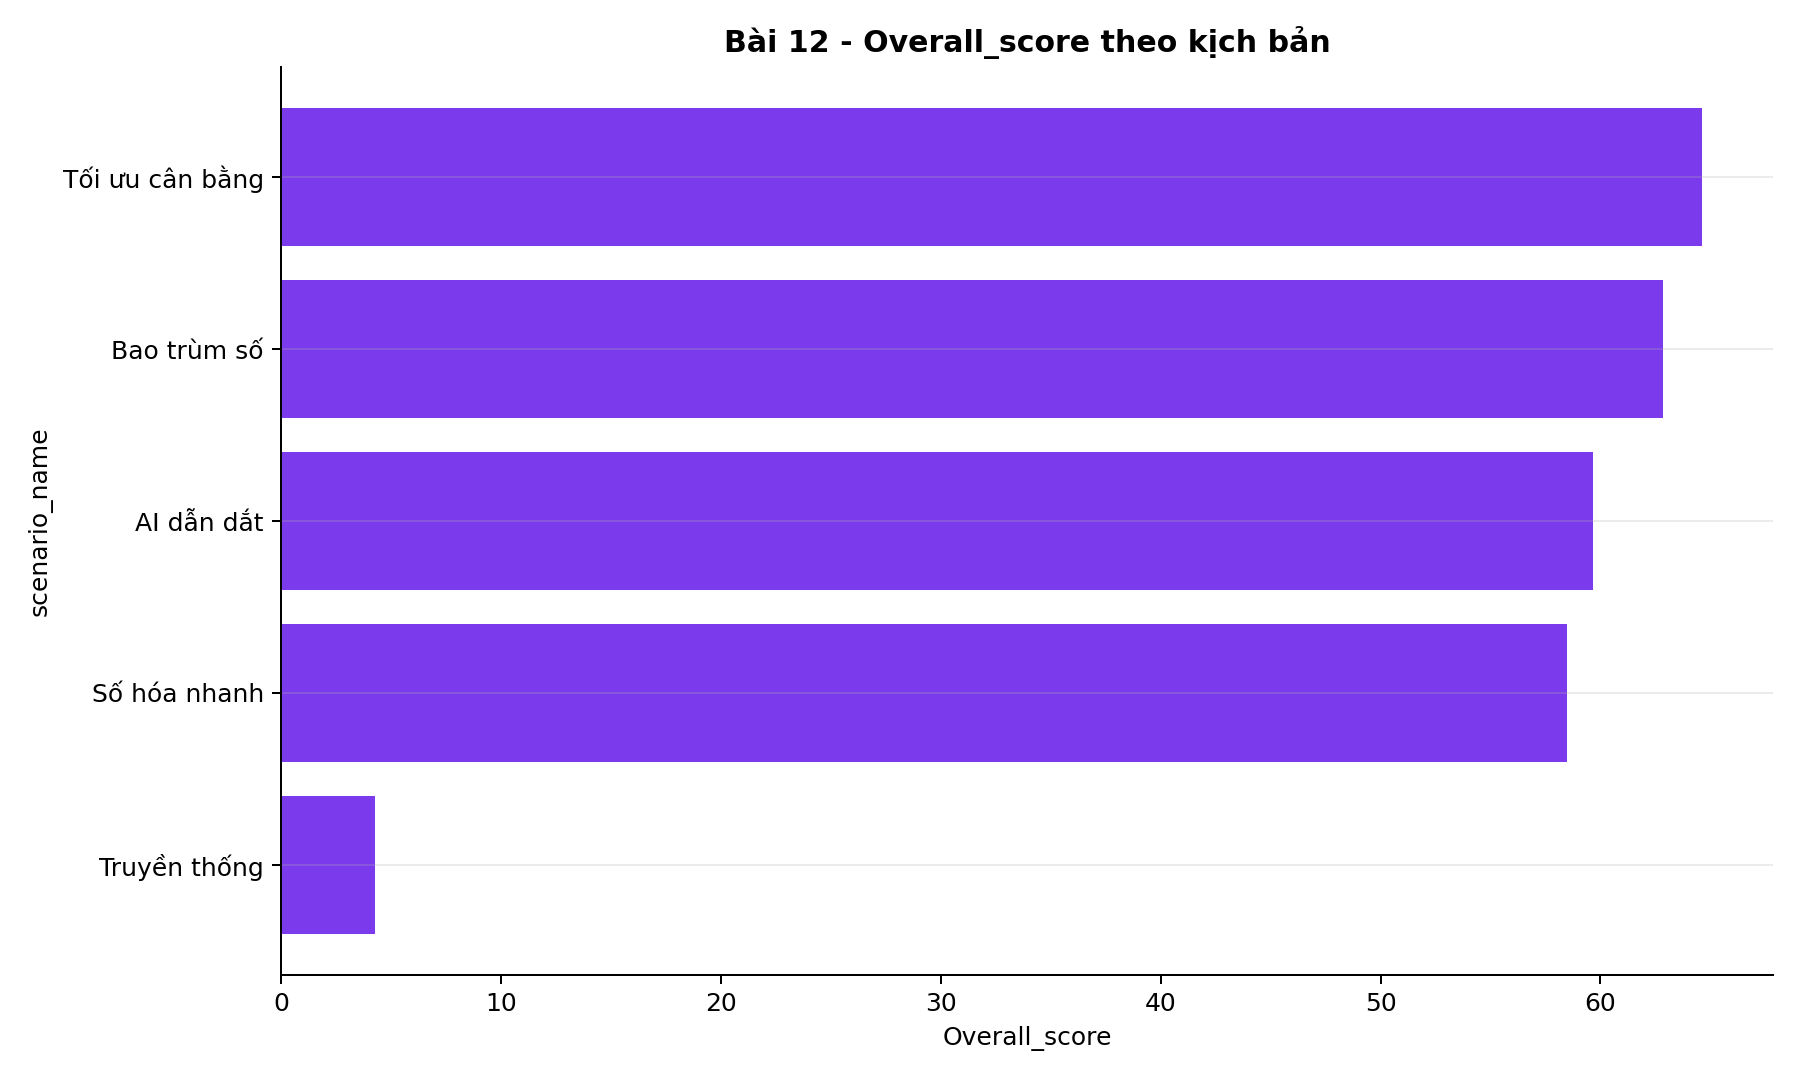 Bài 12 - Overall_score theo kịch bản
scenario_name
Tối ưu cân bằng
Bao trùm số
AI dẫn dắt
Số hóa nhanh
Truyền thống
0 10 20 30 40 50 60
Overall_score